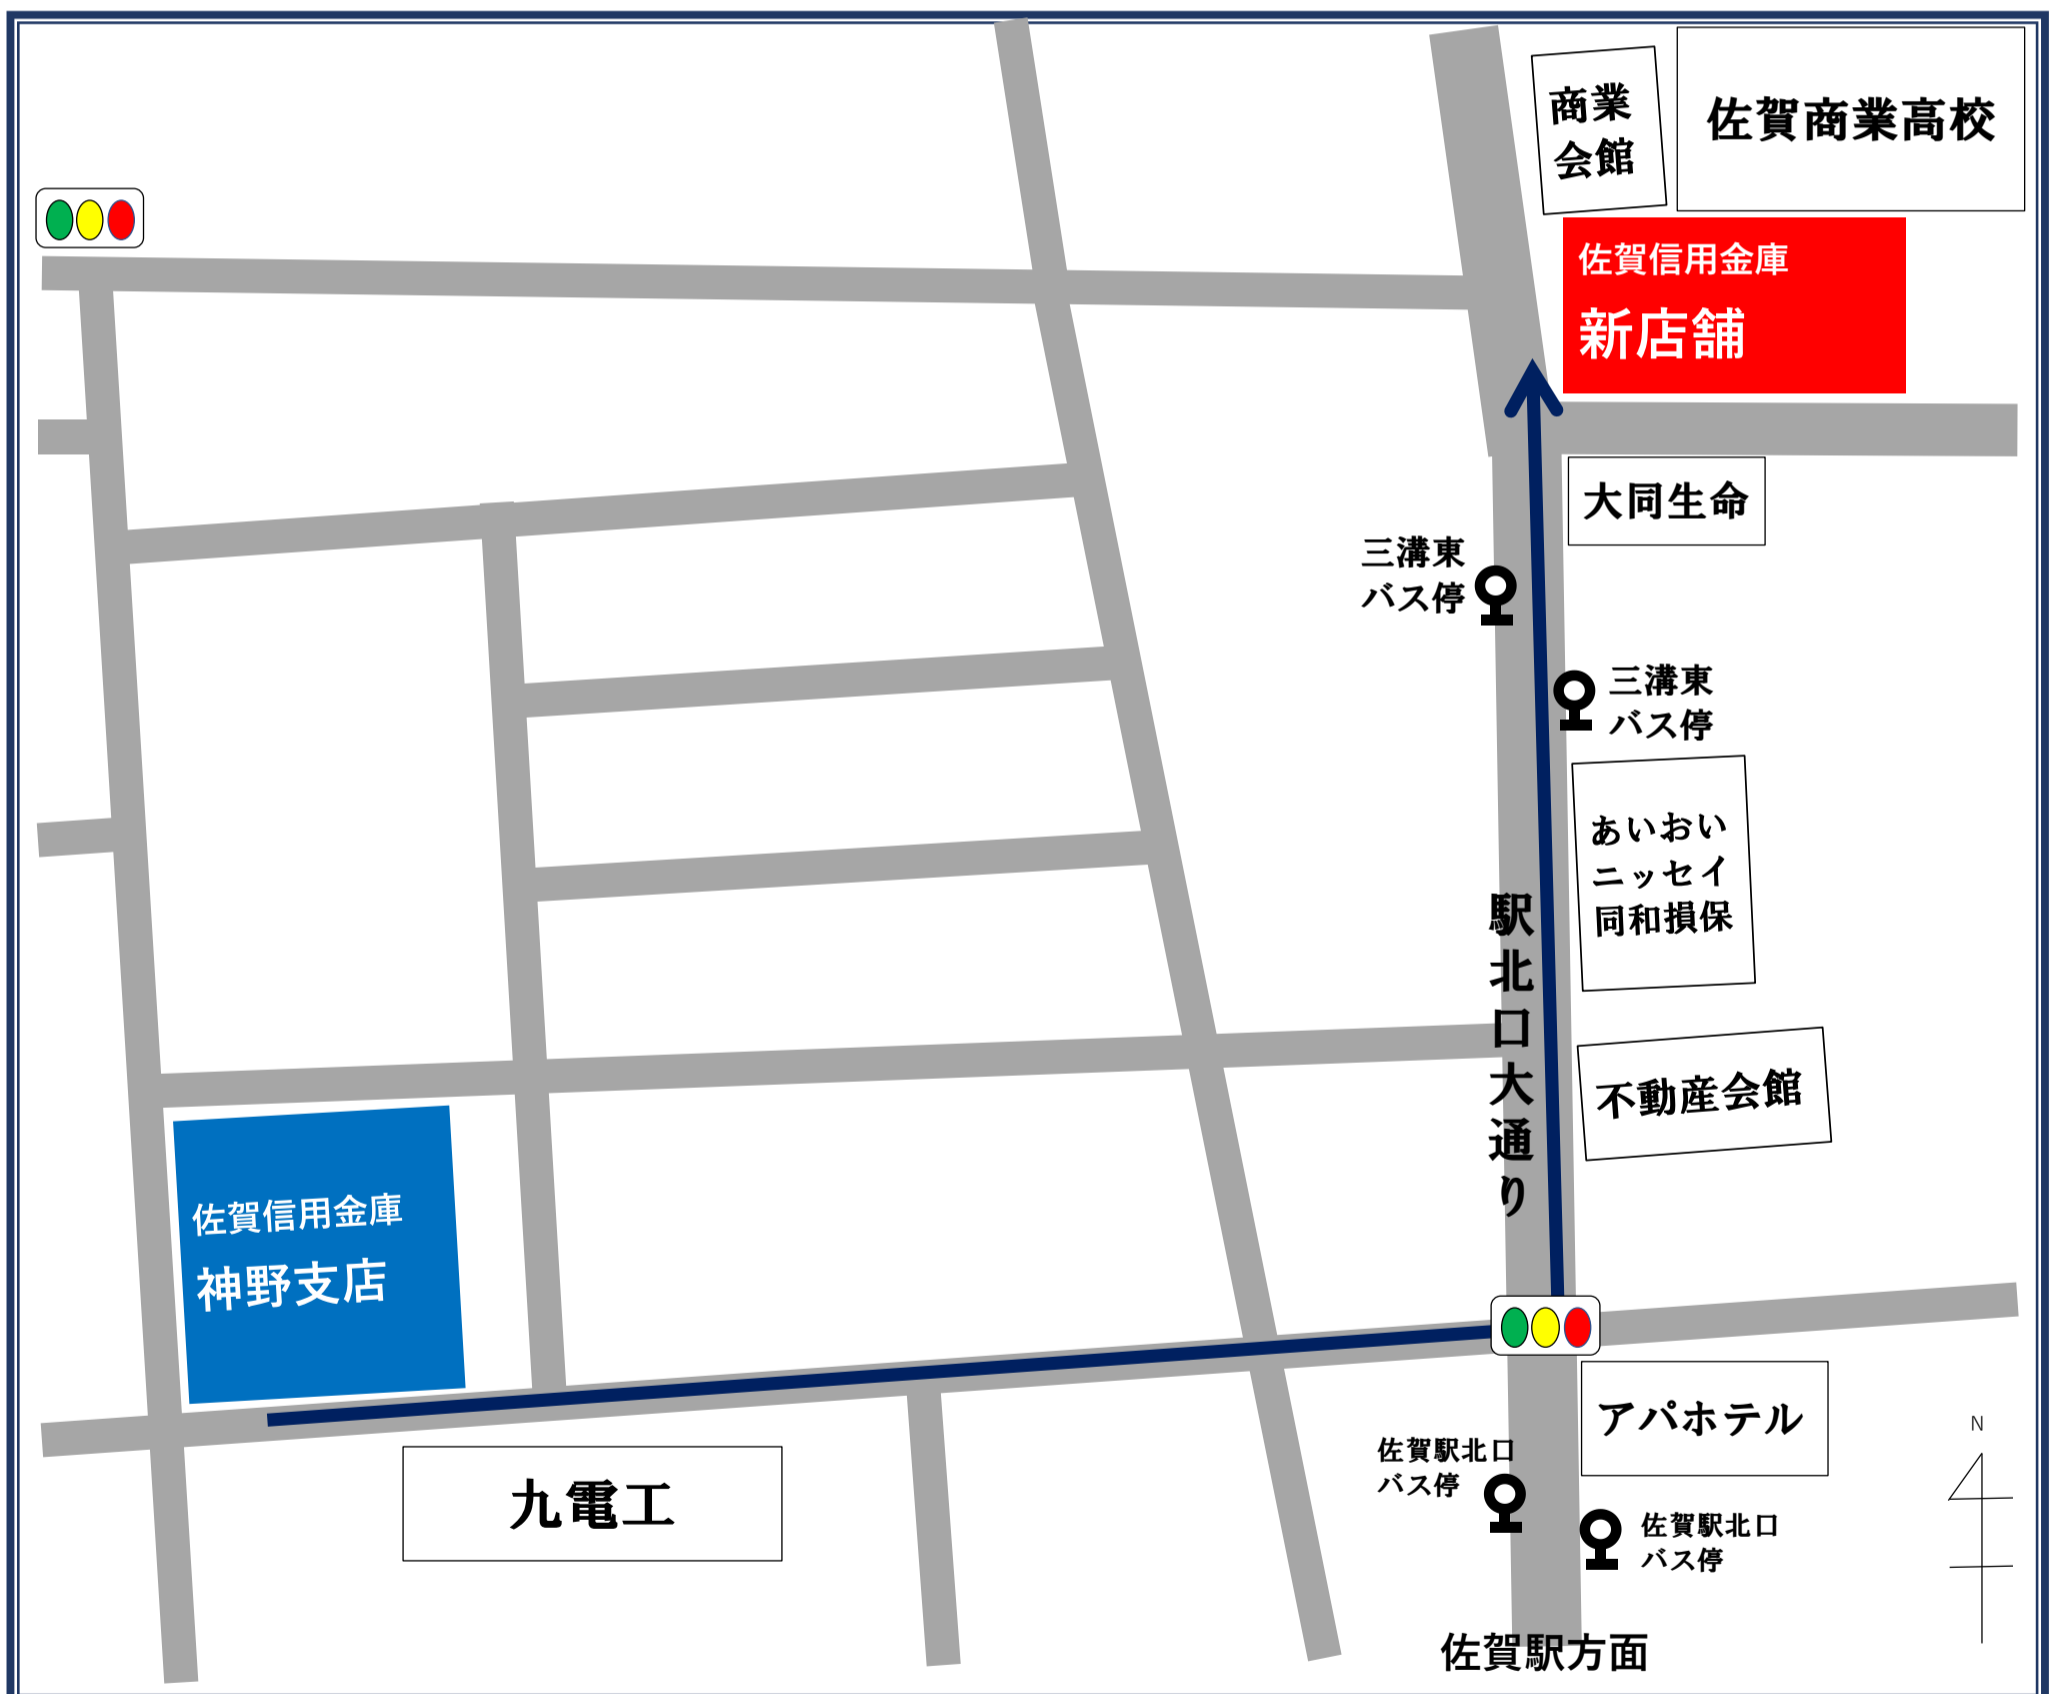 商業
会館
佐賀商業高校
佐賀信用金庫
新店舗
大同生命
三溝東
バス停
三溝東
バス停
あいおい
ニッセイ
同和損保
駅北口大通り
不動産会館
佐賀信用金庫
神野支店
アパホテル
N
佐賀駅北口
バス停
九電工
佐賀駅北口
バス停
佐賀駅方面